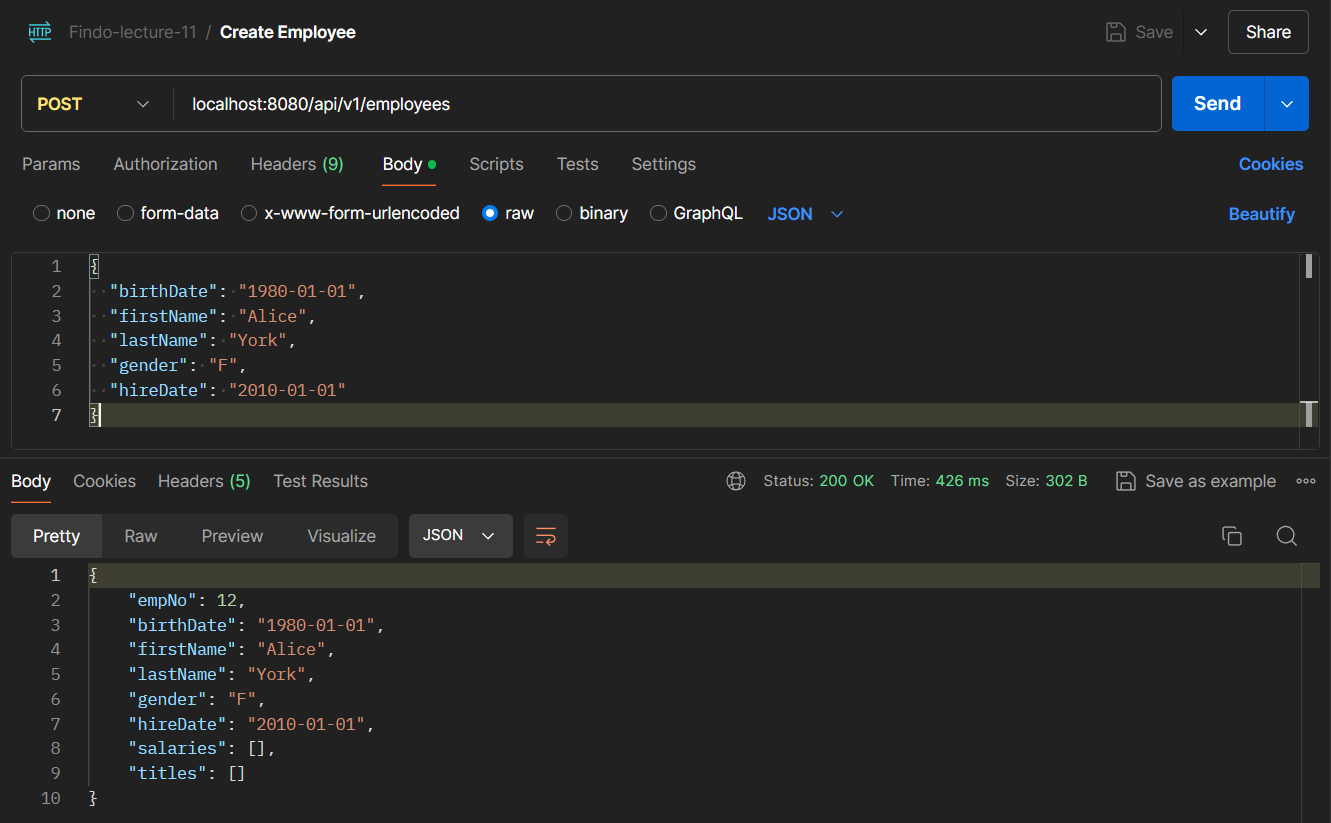 HTTP Findo-lecture-11 / Create Employee Save Share
POST localhost:8080/api/v1/employees Send
Params Authorization Headers (9) Body Scripts Tests Settings Cookies
none form-data x-www-form-urlencoded raw binary GraphQL JSON Beautify
1 {
2 "birthDate": "1980-01-01",
3 "firstName": "Alice",
4 "lastName": "York",
5 "gender": "F",
6 "hireDate": "2010-01-01"
7 }
Body Cookies Headers (5) Test Results Status: 200 OK Time: 426 ms Size: 302 B Save as example
Pretty Raw Preview Visualize JSON
1 {
2 "empNo": 12,
3 "birthDate": "1980-01-01",
4 "firstName": "Alice",
5 "lastName": "York",
6 "gender": "F",
7 "hireDate": "2010-01-01",
8 "salaries": [],
9 "titles": []
10 }